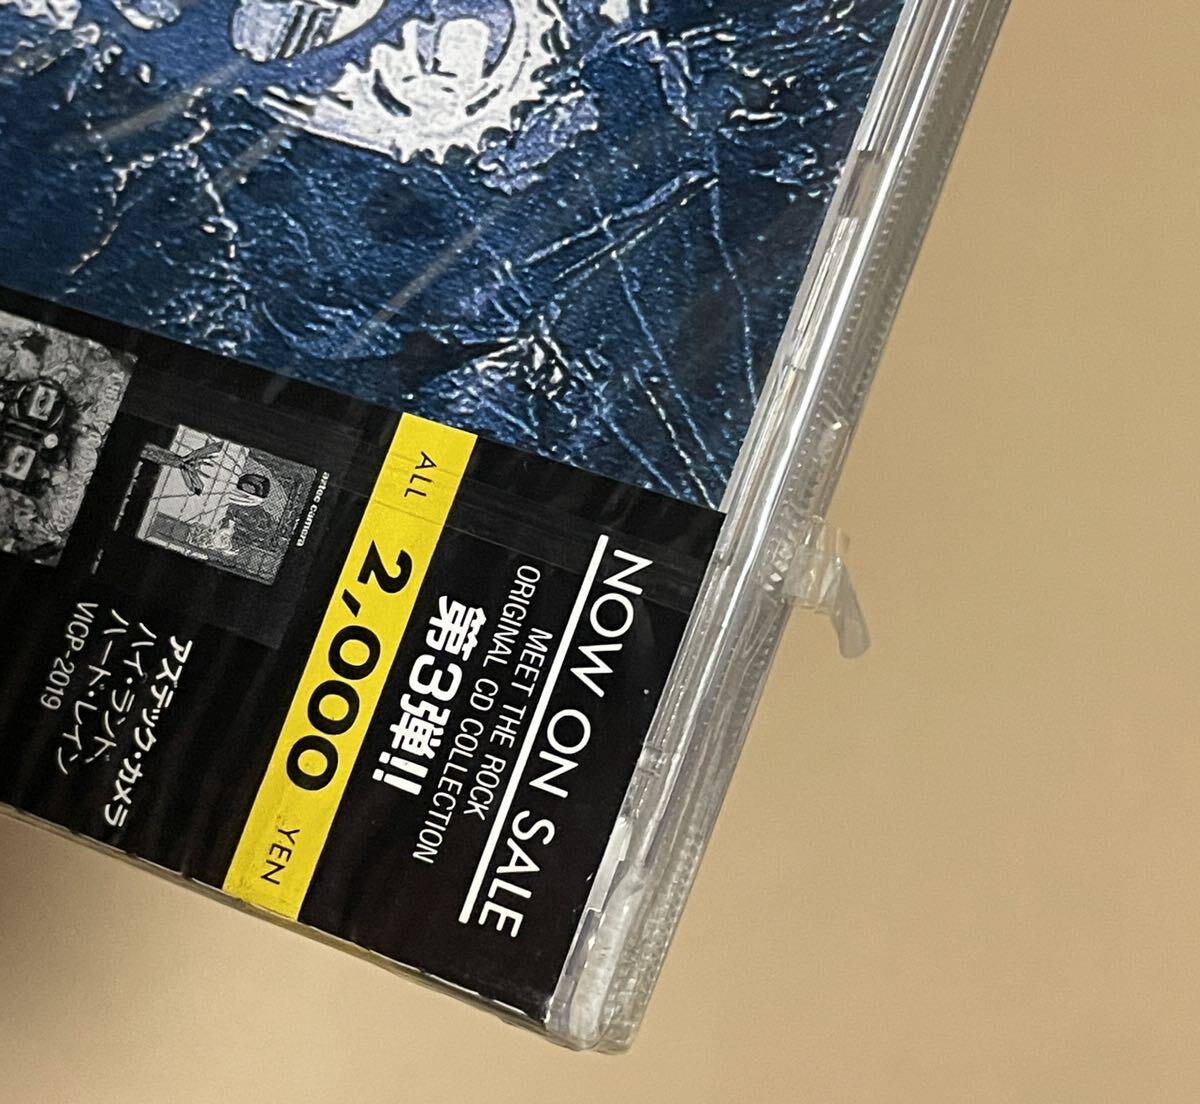 NOW ON SALE
MEET THE ROCK
ORIGINAL CD COLLECTION
第3弾!!
ALL 2,000 YEN
aztec camera
アズテック・カメラ
ハイ・ランド、
ハード・レイン
VICP-2019